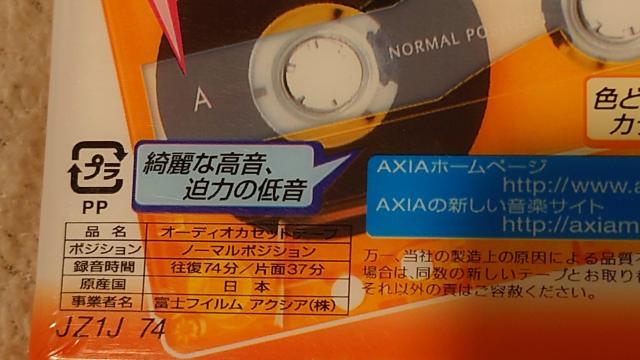 NORMAL POSITION
A
色ど
カラ
プラ
PP
綺麗な高音、
迫力の低音
AXIAホームページ
http://www.a
AXIAの新しい音楽サイト
http://axiam
品名 オーディオカセットテープ
ポジション ノーマルポジション
録音時間 往復74分/片面37分
原産国 日本
事業者名 富士フイルム アクシア(株)
万一、当社の製造上の原因による品質不
場合は、同数の新しいテープとお取り
それ以外の責はご容赦ください。
JZ1J 74